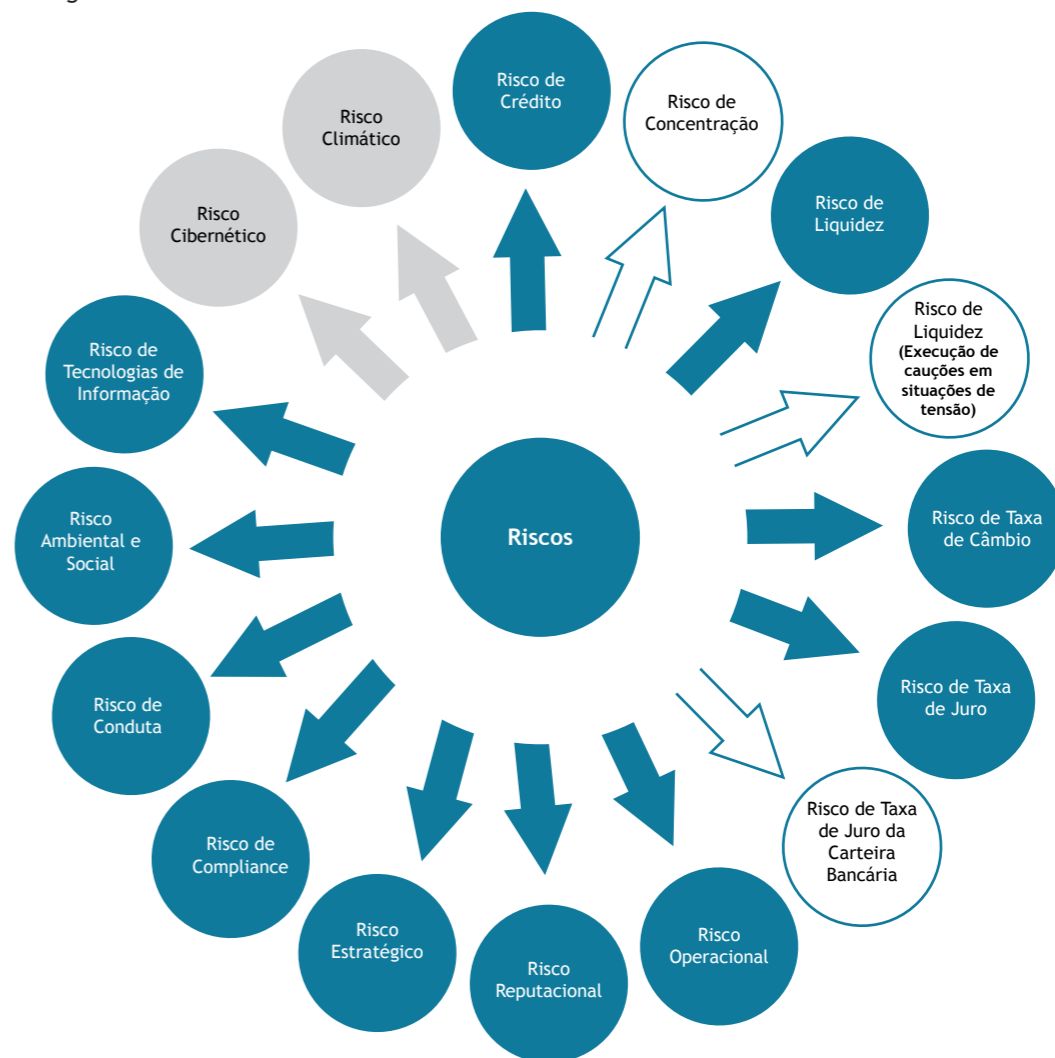 Risco de
Crédito
Risco de
Concentração
Risco de
Liquidez
Risco de
Liquidez
(Execução de
cauções em
situações de
tensão)
Risco de Taxa
de Câmbio
Risco de Taxa
de Juro
Risco de Taxa
de Juro da
Carteira
Bancária
Risco
Operacional
Risco
Reputacional
Risco
Estratégico
Risco de
Compliance
Risco de
Conduta
Risco
Ambiental e
Social
Risco de
Tecnologias de
Informação
Risco
Cibernético
Risco
Climático
Riscos